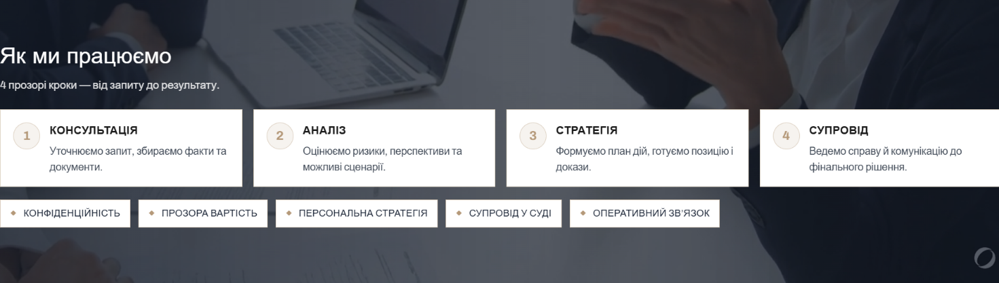 Як ми працюємо
4 прозорі кроки — від запиту до результату.
1
КОНСУЛЬТАЦІЯ
Уточнюємо запит, збираємо факти та
документи.
2
АНАЛІЗ
Оцінюємо ризики, перспективи та
можливі сценарії.
3
СТРАТЕГІЯ
Формуємо план дій, готуємо позицію і
докази.
4
СУПРОВІД
Ведемо справу й комунікацію до
фінального рішення.
КОНФІДЕНЦІЙНІСТЬ
ПРОЗОРА ВАРТІСТЬ
ПЕРСОНАЛЬНА СТРАТЕГІЯ
СУПРОВІД У СУДІ
ОПЕРАТИВНИЙ ЗВ'ЯЗОК